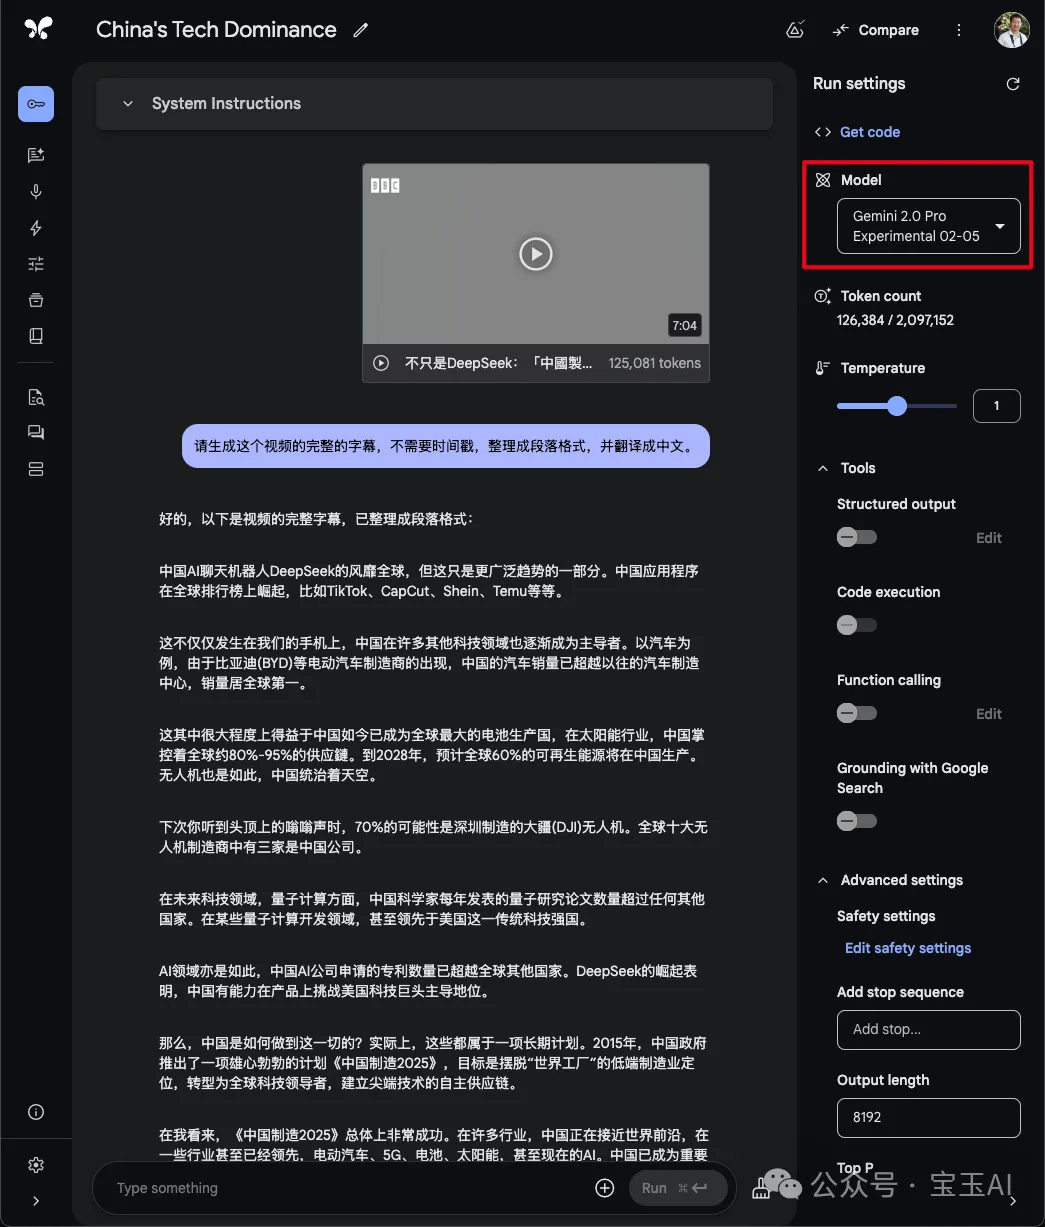 China's Tech Dominance
Compare
System Instructions
BBC
7:04
不只是DeepSeek：「中國製... 125,081 tokens
请生成这个视频的完整的字幕，不需要时间戳，整理成段落格式，并翻译成中文。
好的，以下是视频的完整字幕，已整理成段落格式：
中国AI聊天机器人DeepSeek的风靡全球，但这只是更广泛趋势的一部分。中国应用程序
在全球排行榜上崛起，比如TikTok、CapCut、Shein、Temu等等。
这不仅仅发生在我们的手机上，中国在许多其他科技领域也逐渐成为主导者。以汽车为
例，由于比亚迪(BYD)等电动汽车制造商的出现，中国的汽车销量已超越以往的汽车制造
中心，销量居全球第一。
这其中很大程度上得益于中国如今已成为全球最大的电池生产国，在太阳能行业，中国掌
控着全球约80%-95%的供应鏈。到2028年，预计全球60%的可再生能源将在中国生产。
无人机也是如此，中国统治着天空。
下次你听到头顶上的嗡嗡声时，70%的可能性是深圳制造的大疆(DJI)无人机。全球十大无
人机制造商中有三家是中国公司。
在未来科技领域，量子计算方面，中国科学家每年发表的量子研究论文数量超过任何其他
国家。在某些量子计算开发领域，甚至领先于美国这一传统科技强国。
AI领域亦是如此，中国AI公司申请的专利数量已超越全球其他国家。DeepSeek的崛起表
明，中国有能力在产品上挑战美国科技巨头主导地位。
那么，中国是如何做到这一切的？实际上，这些都属于一项长期计划。2015年，中国政府
推出了一项雄心勃勃的计划《中国制造2025》，目标是摆脱“世界工厂”的低端制造业定
位，转型为全球科技领导者，建立尖端技术的自主供应链。
在我看来，《中国制造2025》总体上非常成功。在许多行业，中国正在接近世界前沿，在
一些行业甚至已经领先，电动汽车、5G、电池、太阳能，甚至现在的AI。中国已成为重要
Type something
Run ⌘ ↵
Run settings
Get code
Model
Gemini 2.0 Pro
Experimental 02-05
Token count
126,384 / 2,097,152
Temperature
1
Tools
Structured output
Edit
Code execution
Function calling
Edit
Grounding with Google
Search
Advanced settings
Safety settings
Edit safety settings
Add stop sequence
Add stop...
Output length
8192
Top P
公众号 · 宝玉AI